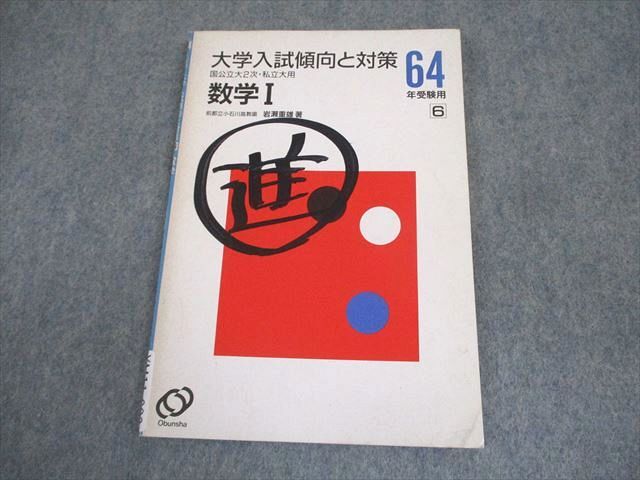 大学入試傾向と対策
64
国公立大2次・私立大用
年受験用
数学I
6
前都立小石川高教諭 岩瀬重雄 著
進
Obunsha